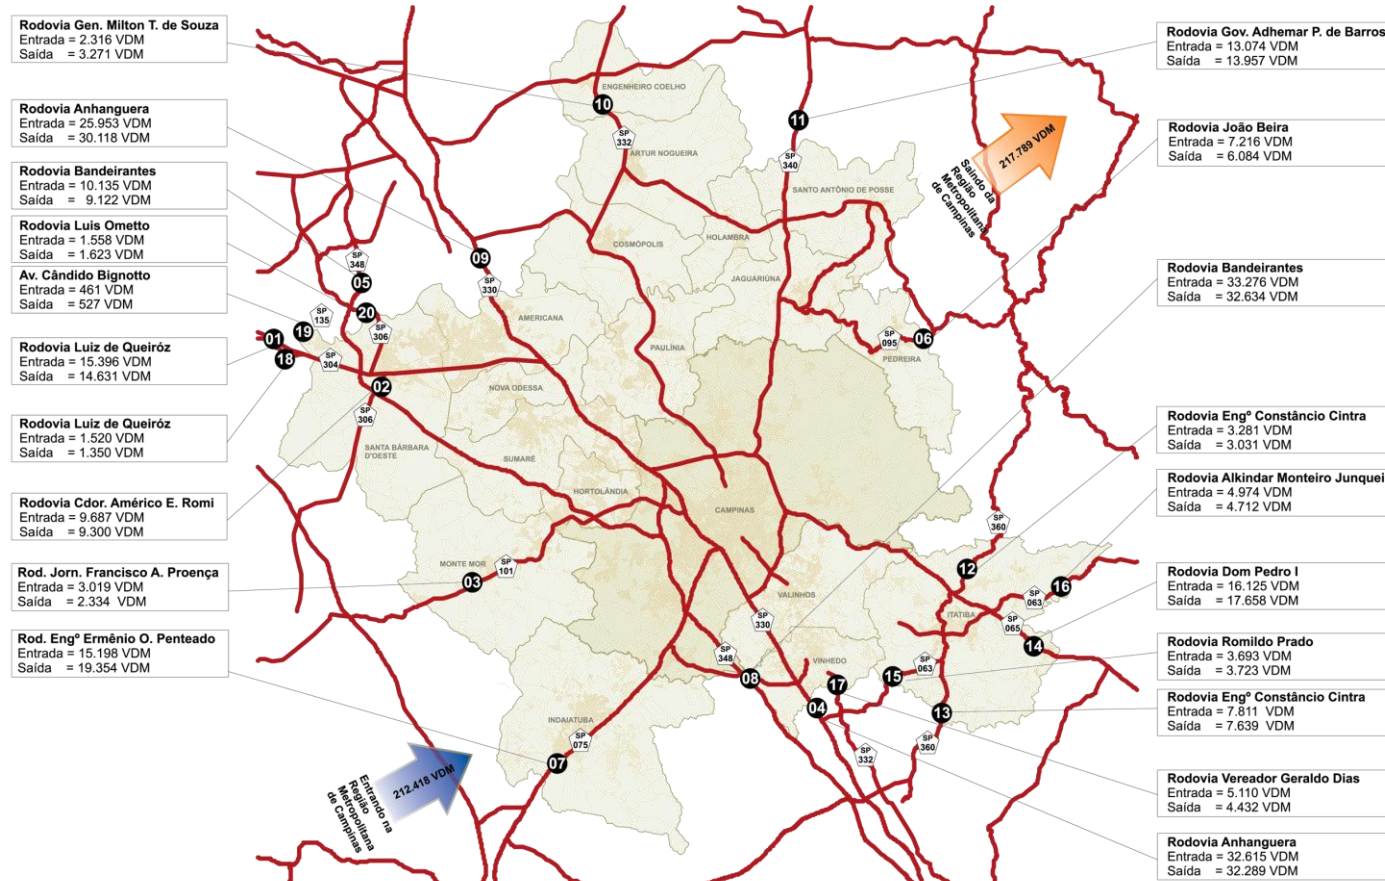 Rodovia Gen. Milton T. de Souza
Entrada = 2.316 VDM
Saída = 3.271 VDM
Rodovia Anhanguera
Entrada = 25.953 VDM
Saída = 30.118 VDM
Rodovia Bandeirantes
Entrada = 10.135 VDM
Saída = 9.122 VDM
Rodovia Luis Ometto
Entrada = 1.558 VDM
Saída = 1.623 VDM
Av. Cândido Bignotto
Entrada = 461 VDM
Saída = 527 VDM
Rodovia Luiz de Queiróz
Entrada = 15.396 VDM
Saída = 14.631 VDM
Rodovia Luiz de Queiróz
Entrada = 1.520 VDM
Saída = 1.350 VDM
Rodovia Cdor. Américo E. Romi
Entrada = 9.687 VDM
Saída = 9.300 VDM
Rod. Jorn. Francisco A. Proença
Entrada = 3.019 VDM
Saída = 2.334 VDM
Rod. Engº Ermênio O. Penteado
Entrada = 15.198 VDM
Saída = 19.354 VDM
ENGENHEIRO COELHO
10
SP
332
ARTUR NOGUEIRA
11
SP
340
SANTO ANTÔNIO DE POSSE
COSMÓPOLIS
HOLAMBRA
JAGUARIÚNA
09
SP
330
SP
348
05
20
SP
135
19
SP
306
01
18
SP
304
AMERICANA
PAULÍNIA
SP
095
06
PEDREIRA
02
NOVA ODESSA
SP
306
SANTA BÁRBARA
D'OESTE
SUMARÉ
HORTOLÂNDIA
CAMPINAS
SP
360
MONTE MOR
SP
101
03
12
16
SP
063
VALINHOS
ITATIBA
SP
330
SP
065
14
SP
348
08
VINHEDO
17
15
SP
063
04
13
INDAIATUBA
SP
075
07
SP
360
SP
332
217.789 VDM
Saindo da
Região
Metropolitana
de Campinas
212.418 VDM
Entrando na
Região
Metropolitana
de Campinas
Rodovia Gov. Adhemar P. de Barros
Entrada = 13.074 VDM
Saída = 13.957 VDM
Rodovia João Beira
Entrada = 7.216 VDM
Saída = 6.084 VDM
Rodovia Bandeirantes
Entrada = 33.276 VDM
Saída = 32.634 VDM
Rodovia Engº Constâncio Cintra
Entrada = 3.281 VDM
Saída = 3.031 VDM
Rodovia Alkindar Monteiro Junquei
Entrada = 4.974 VDM
Saída = 4.712 VDM
Rodovia Dom Pedro I
Entrada = 16.125 VDM
Saída = 17.658 VDM
Rodovia Romildo Prado
Entrada = 3.693 VDM
Saída = 3.723 VDM
Rodovia Engº Constâncio Cintra
Entrada = 7.811 VDM
Saída = 7.639 VDM
Rodovia Vereador Geraldo Dias
Entrada = 5.110 VDM
Saída = 4.432 VDM
Rodovia Anhanguera
Entrada = 32.615 VDM
Saída = 32.289 VDM